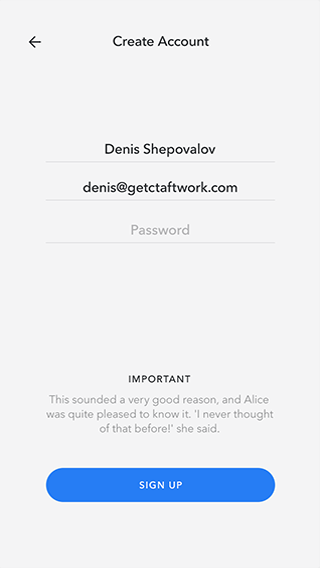 Create Account
Denis Shepovalov
denis@getctaftwork.com
Password
IMPORTANT
This sounded a very good reason, and Alice
was quite pleased to know it. 'I never thought
of that before!' she said.
SIGN UP